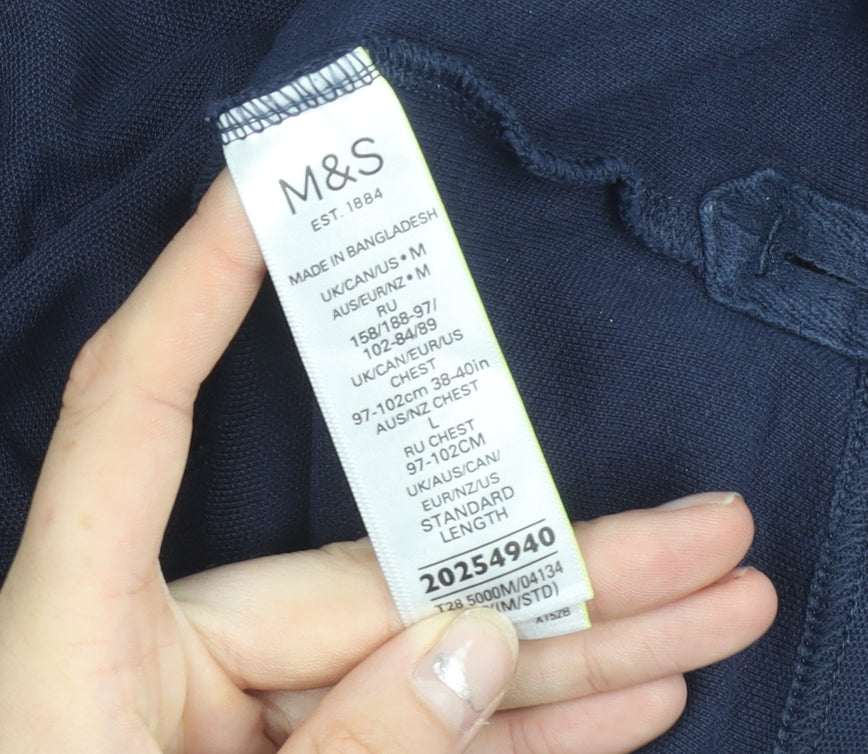 M&S
EST. 1884
MADE IN BANGLADESH
UK/CAN/US • M
AUS/EUR/NZ • M
RU
158/188-97/
102-84/89
UK/CAN/EUR/US
CHEST
97-102cm 38-40in
AUS/NZ CHEST
L
RU CHEST
97-102CM
UK/AUS/CAN/
EUR/NZ/US
STANDARD
LENGTH
20254940
T28 5000M/04134
(M/STD)
X152B